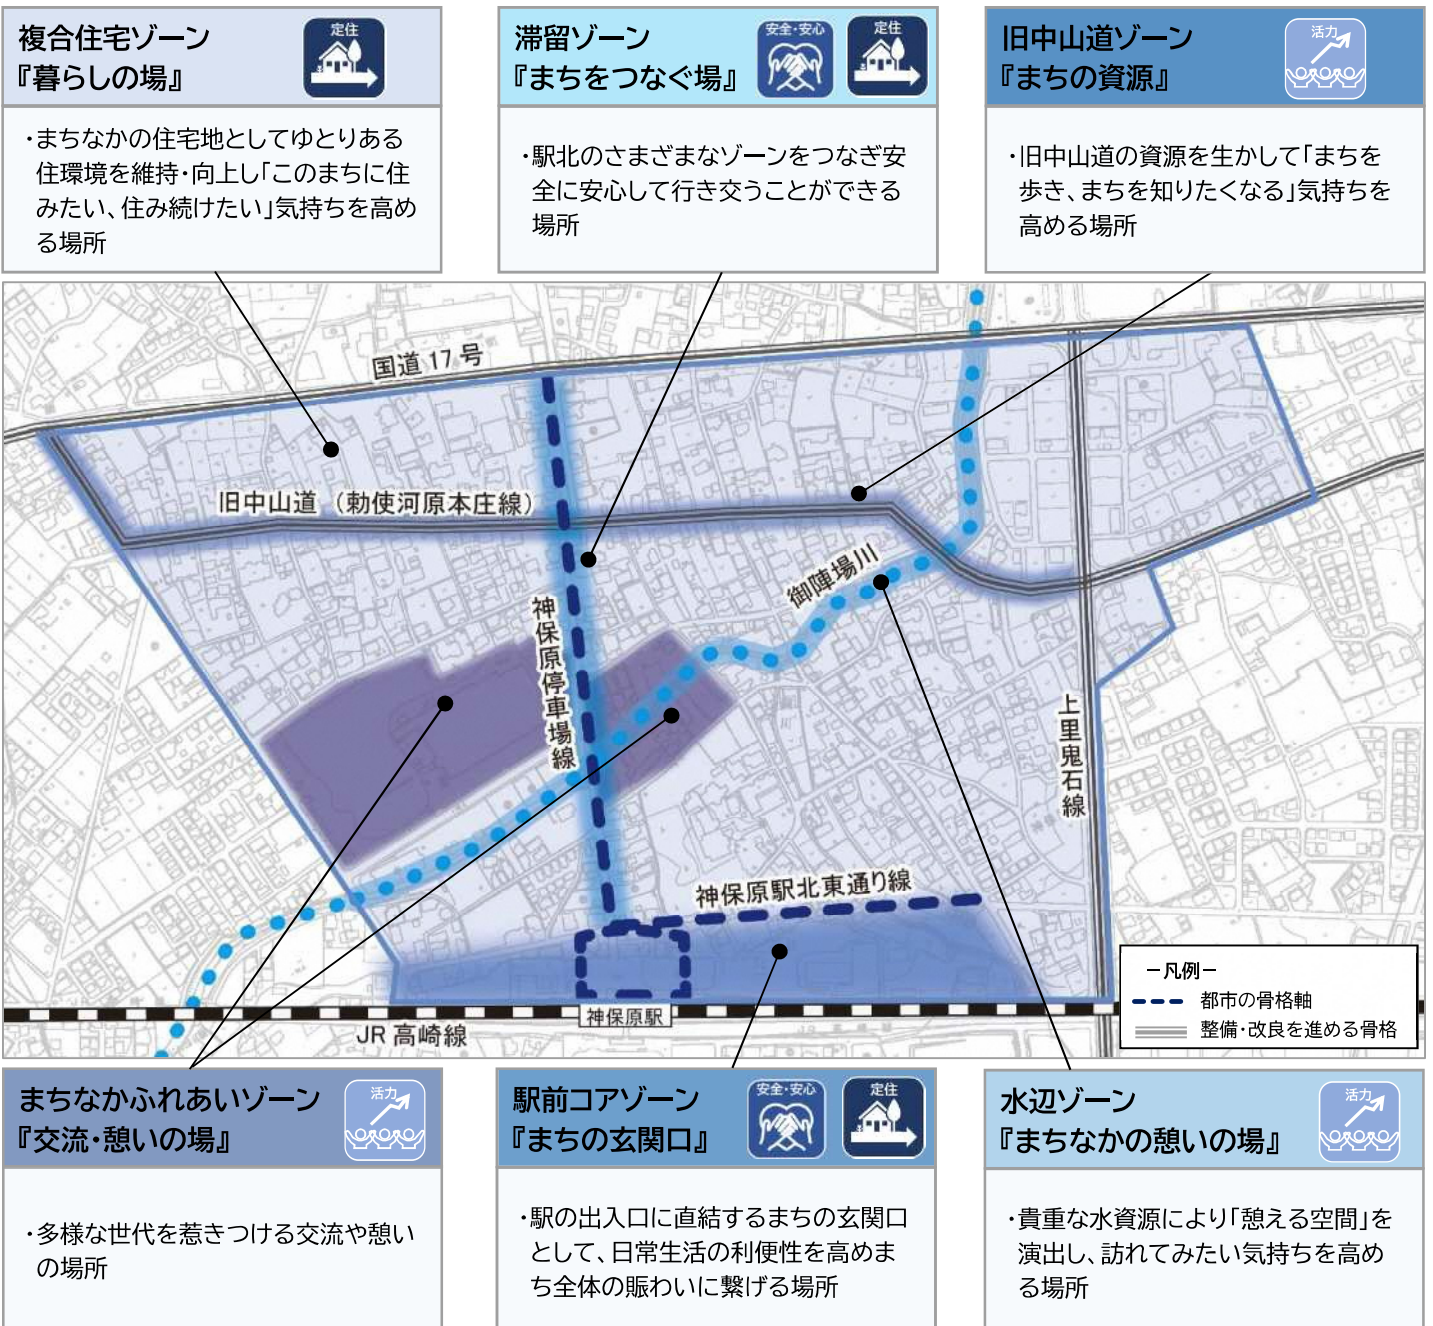 複合住宅ゾーン
『暮らしの場』
定住
・まちなかの住宅地としてゆとりある
住環境を維持・向上し「このまちに住
みたい、住み続けたい」気持ちを高め
る場所
滞留ゾーン
『まちをつなぐ場』
安全・安心
定住
・駅北のさまざまなゾーンをつなぎ安
全に安心して行き交うことができる
場所
旧中山道ゾーン
『まちの資源』
活力
・旧中山道の資源を生かして「まちを
歩き、まちを知りたくなる」気持ちを
高める場所
国道17号
旧中山道 (勅使河原本庄線)
御陣場川
神保原停車場線
上里鬼石線
神保原駅北東通り線
神保原駅
JR高崎線
－凡例－
都市の骨格軸
整備・改良を進める骨格
まちなかふれあいゾーン
『交流・憩いの場』
活力
・多様な世代を惹きつける交流や憩い
の場所
駅前コアゾーン
『まちの玄関口』
安全・安心
定住
・駅の出入口に直結するまちの玄関口
として、日常生活の利便性を高めま
ち全体の賑わいに繋げる場所
水辺ゾーン
『まちなかの憩いの場』
活力
・貴重な水資源により「憩える空間」を
演出し、訪れてみたい気持ちを高め
る場所